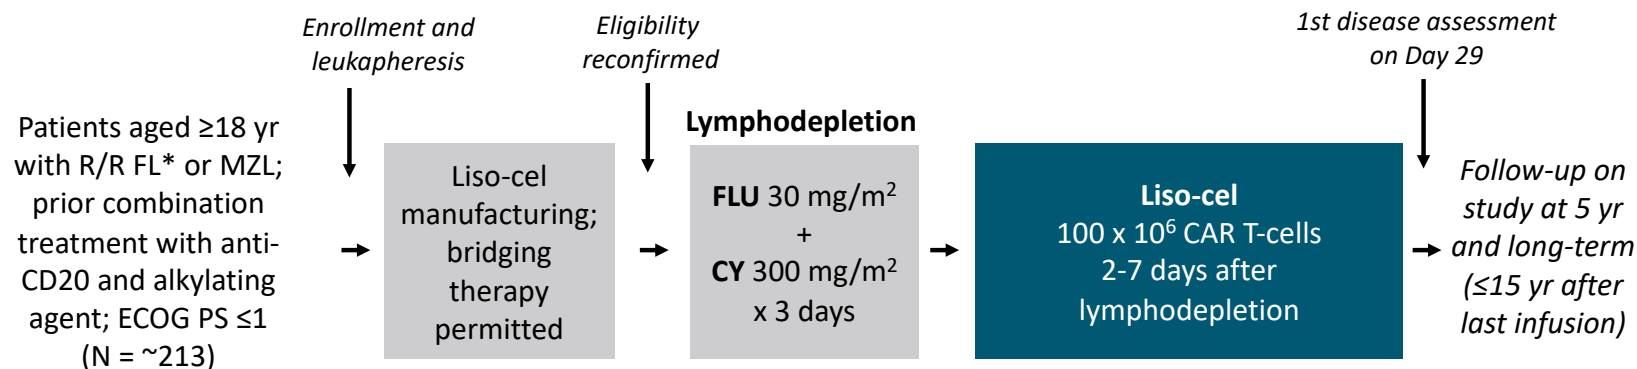 Enrollment and
leukapheresis
Eligibility
reconfirmed
1st disease assessment
on Day 29
Patients aged ≥18 yr
with R/R FL* or MZL;
prior combination
treatment with anti-
CD20 and alkylating
agent; ECOG PS ≤1
(N = ~213)
Liso-cel
manufacturing;
bridging
therapy
permitted
Lymphodepletion
FLU 30 mg/m²
+
CY 300 mg/m²
x 3 days
Liso-cel
100 x 10⁶ CAR T-cells
2-7 days after
lymphodepletion
Follow-up on
study at 5 yr
and long-term
(≤15 yr after
last infusion)